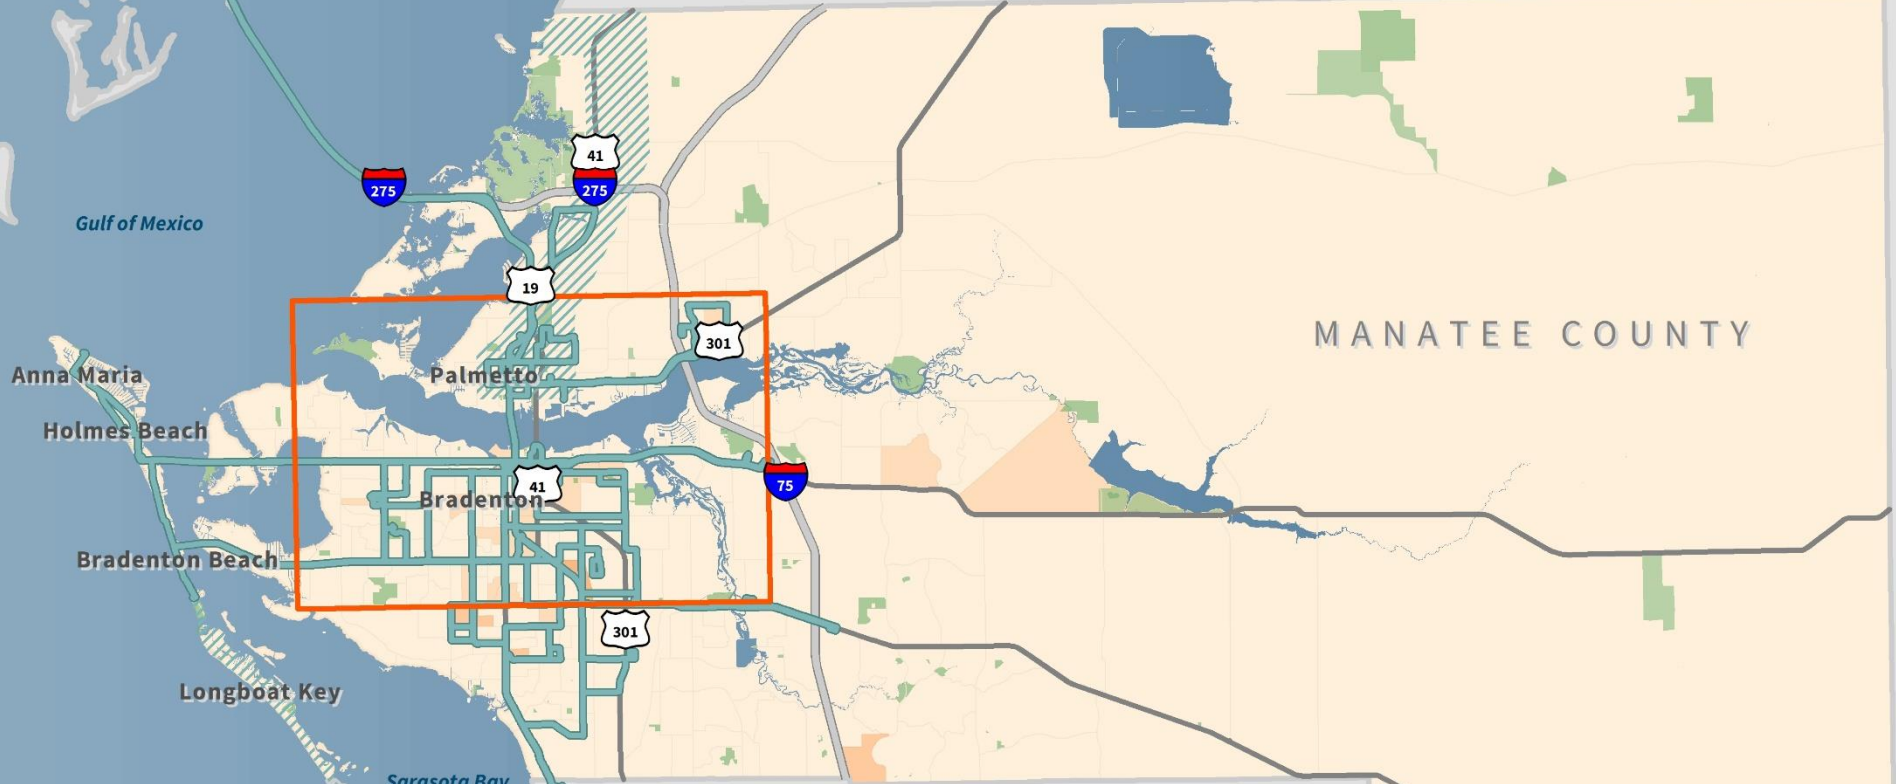 41
275
275
Gulf of Mexico
19
301
MANATEE COUNTY
Anna Maria
Palmetto
Holmes Beach
41
75
Bradenton
Bradenton Beach
301
Longboat Key
Sarasota Bay